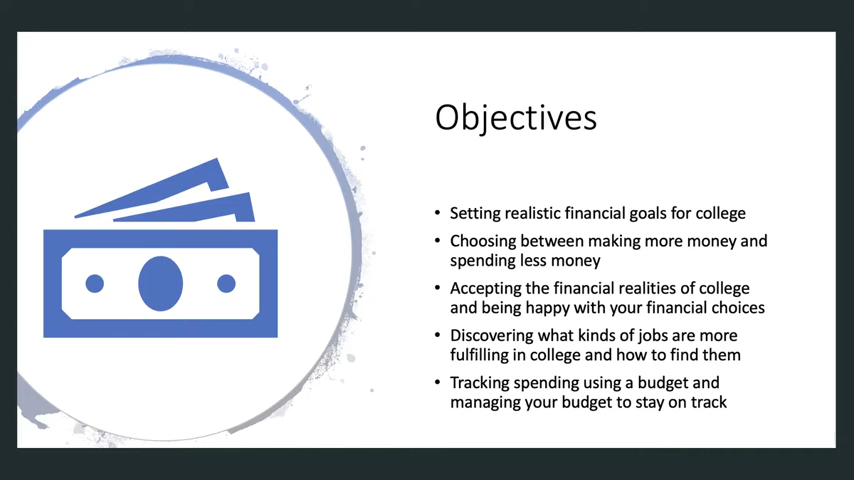 Objectives
• Setting realistic financial goals for college
• Choosing between making more money and
spending less money
• Accepting the financial realities of college
and being happy with your financial choices
• Discovering what kinds of jobs are more
fulfilling in college and how to find them
• Tracking spending using a budget and
managing your budget to stay on track